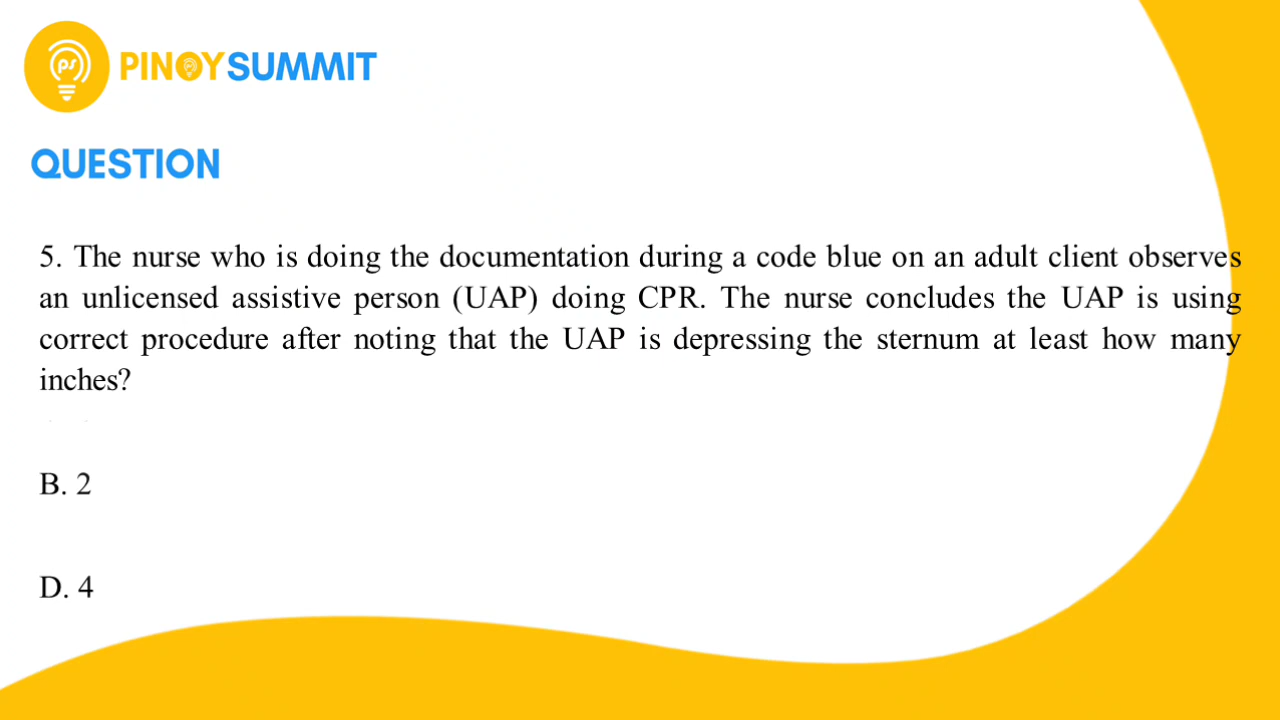 PINOYSUMMIT
QUESTION
5. The nurse who is doing the documentation during a code blue on an adult client observes
an unlicensed assistive person (UAP) doing CPR. The nurse concludes the UAP is using
correct procedure after noting that the UAP is depressing the sternum at least how many
inches?
B. 2
D. 4